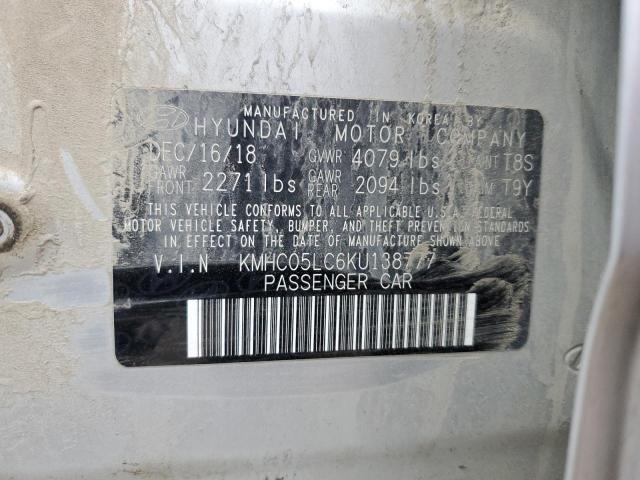 MANUFACTURED IN KOREA BY
HYUNDAI MOTOR COMPANY
DEC/16/18 GVWR 4079 lbs T8S
GAWR FRONT 2271 lbs GAWR REAR 2094 lbs T9Y
THIS VEHICLE CONFORMS TO ALL APPLICABLE U.S.A. FEDERAL
MOTOR VEHICLE SAFETY, BUMPER, AND THEFT PREVENTION STANDARDS
IN EFFECT ON THE DATE OF MANUFACTURE SHOWN ABOVE.
V.I.N
PASSENGER CAR